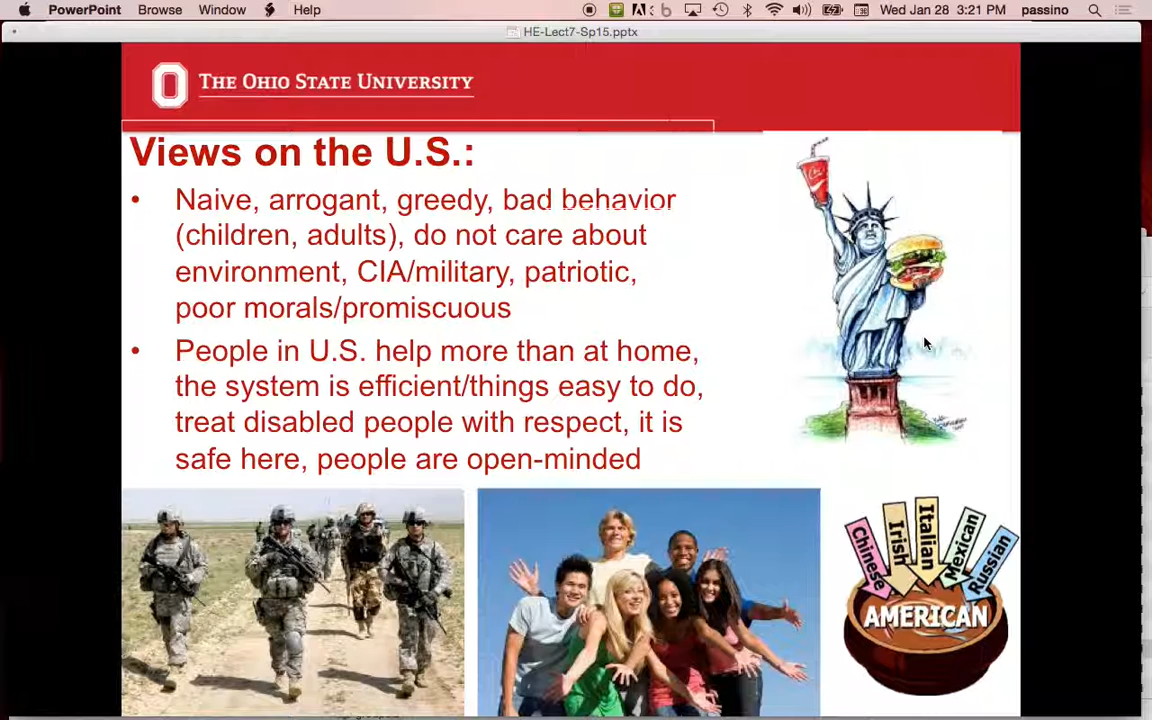 PowerPoint Browse Window Help Wed Jan 28 3:21 PM passino
HE-Lect7-Sp15.pptx
THE OHIO STATE UNIVERSITY
Views on the U.S.:
• Naive, arrogant, greedy, bad behavior
(children, adults), do not care about
environment, CIA/military, patriotic,
poor morals/promiscuous
• People in U.S. help more than at home,
the system is efficient/things easy to do,
treat disabled people with respect, it is
safe here, people are open-minded
Chinese
Irish
Italian
Mexican
Russian
AMERICAN